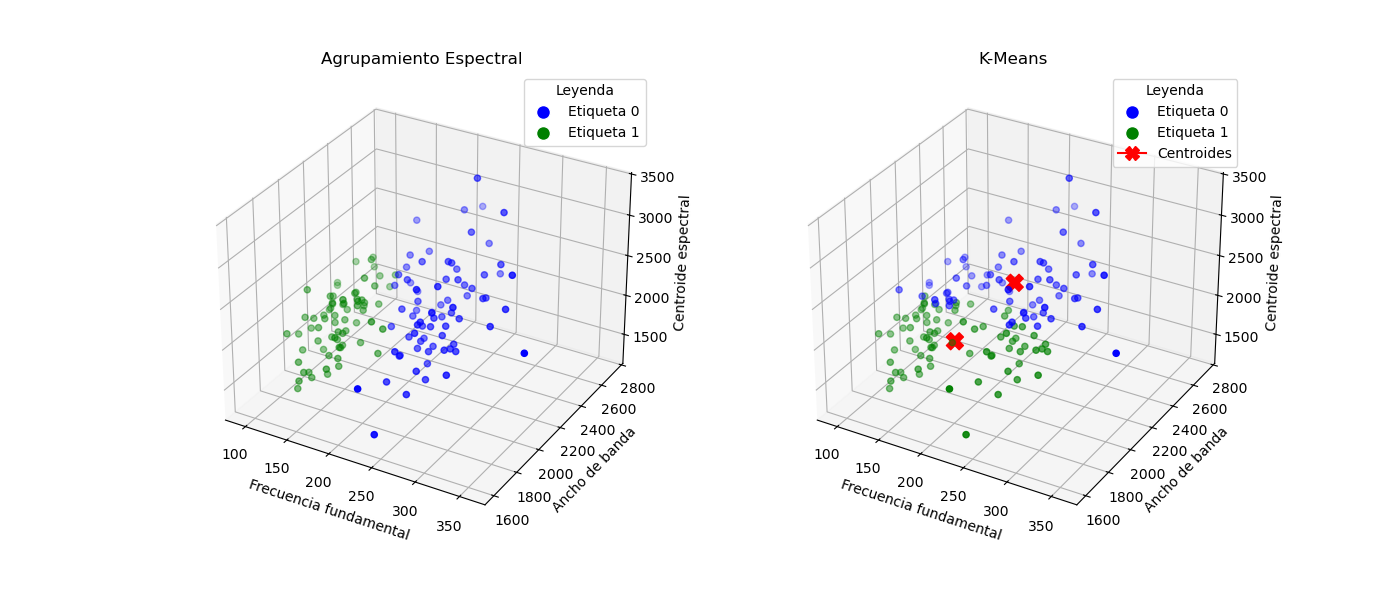 Agrupamiento Espectral
Leyenda
Etiqueta 0
Etiqueta 1
3500
3000
2500
2000
1500
Centroide espectral
2800
2600
2400
2200
2000
1800
1600
Ancho de banda
100
150
200
250
300
350
Frecuencia fundamental
K-Means
Leyenda
Etiqueta 0
Etiqueta 1
Centroides
3500
3000
2500
2000
1500
Centroide espectral
2800
2600
2400
2200
2000
1800
1600
Ancho de banda
100
150
200
250
300
350
Frecuencia fundamental